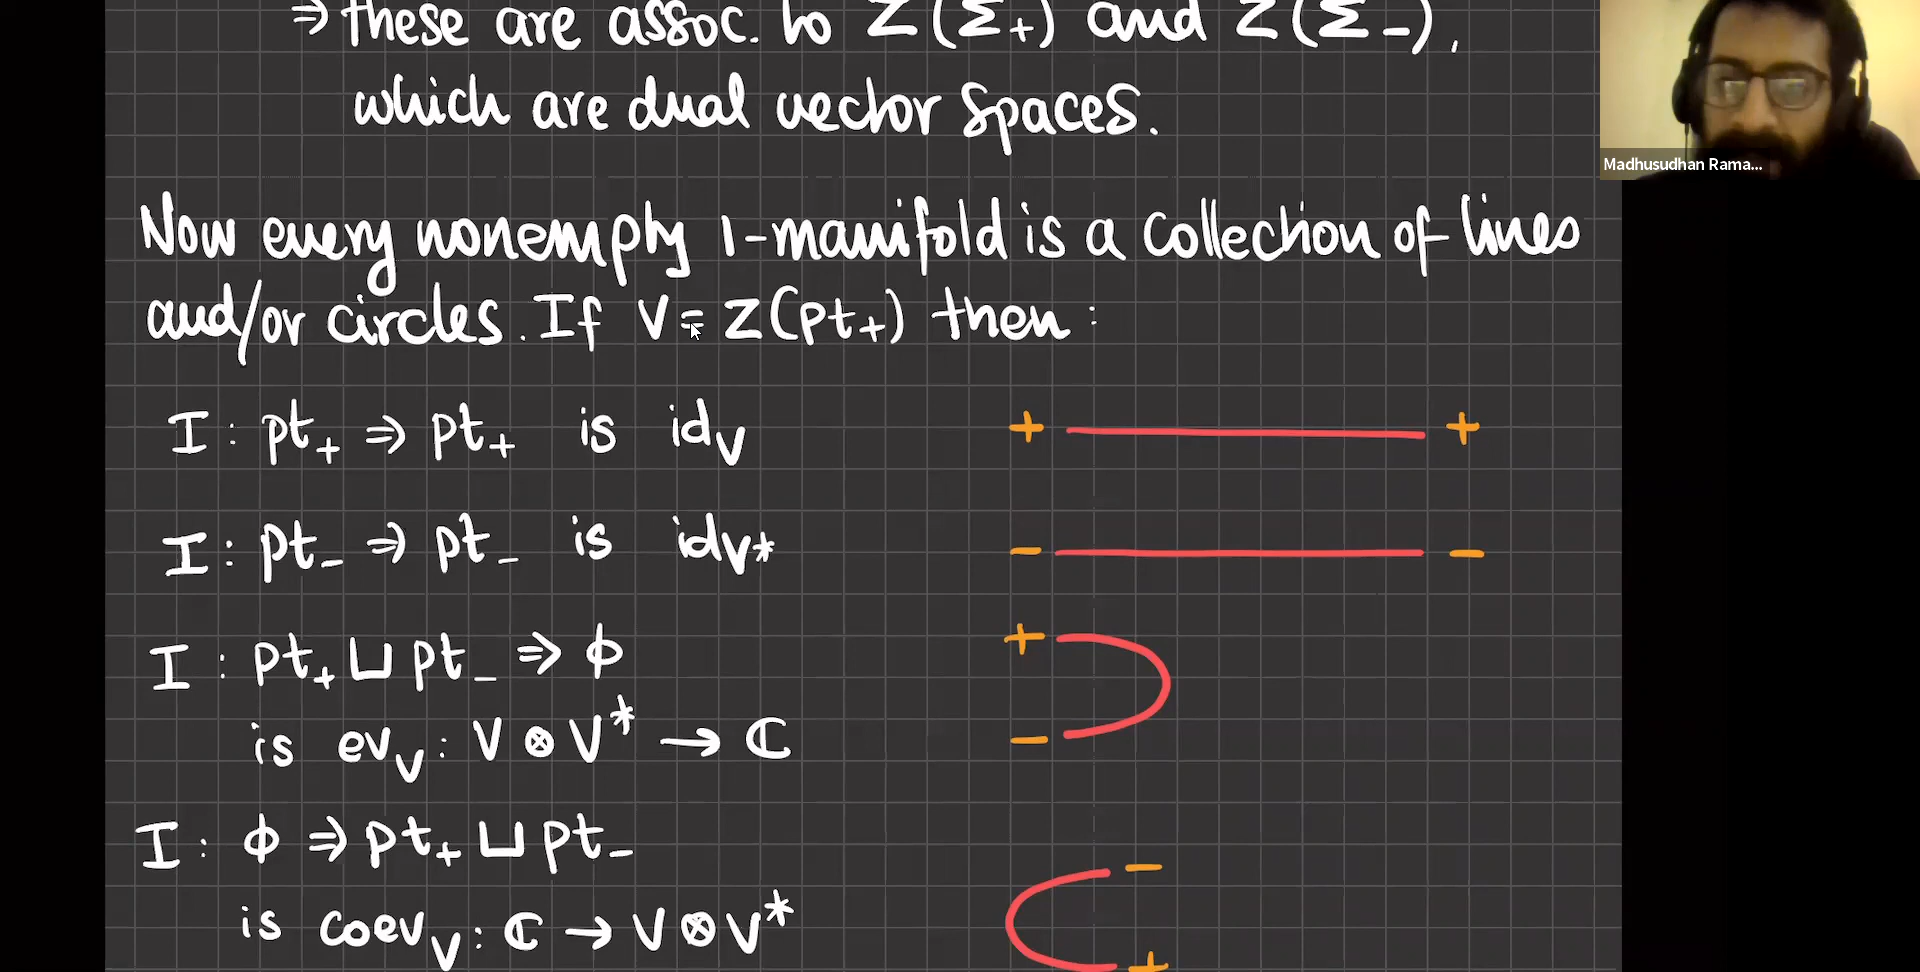 ⇒ these are assoc. to Z(Σ+) and Z(Σ-),
which are dual vector spaces.
Madhusudhan Rama...
Now every nonempty 1-manifold is a collection of lines
and/or circles. If V = Z(pt+) then :
I : pt+ ⇒ pt+ is idV
+ +
I : pt- ⇒ pt- is idV*
- -
I : pt+ ⊔ pt- ⇒ ϕ
+
is evV : V ⊗ V* → ℂ
-
I : ϕ ⇒ pt+ ⊔ pt-
-
is coevV : ℂ → V ⊗ V*
+